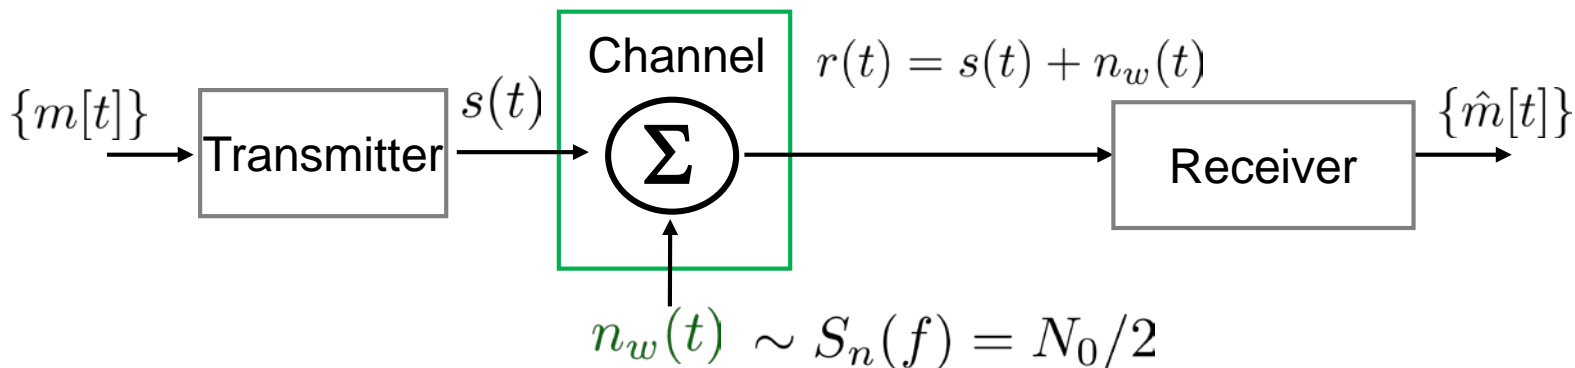 Channel
r(t) = s(t) + n_w(t)
{m[t]}
s(t)
{m̂[t]}
Transmitter
Σ
Receiver
n_w(t) ∼ S_n(f) = N_0/2